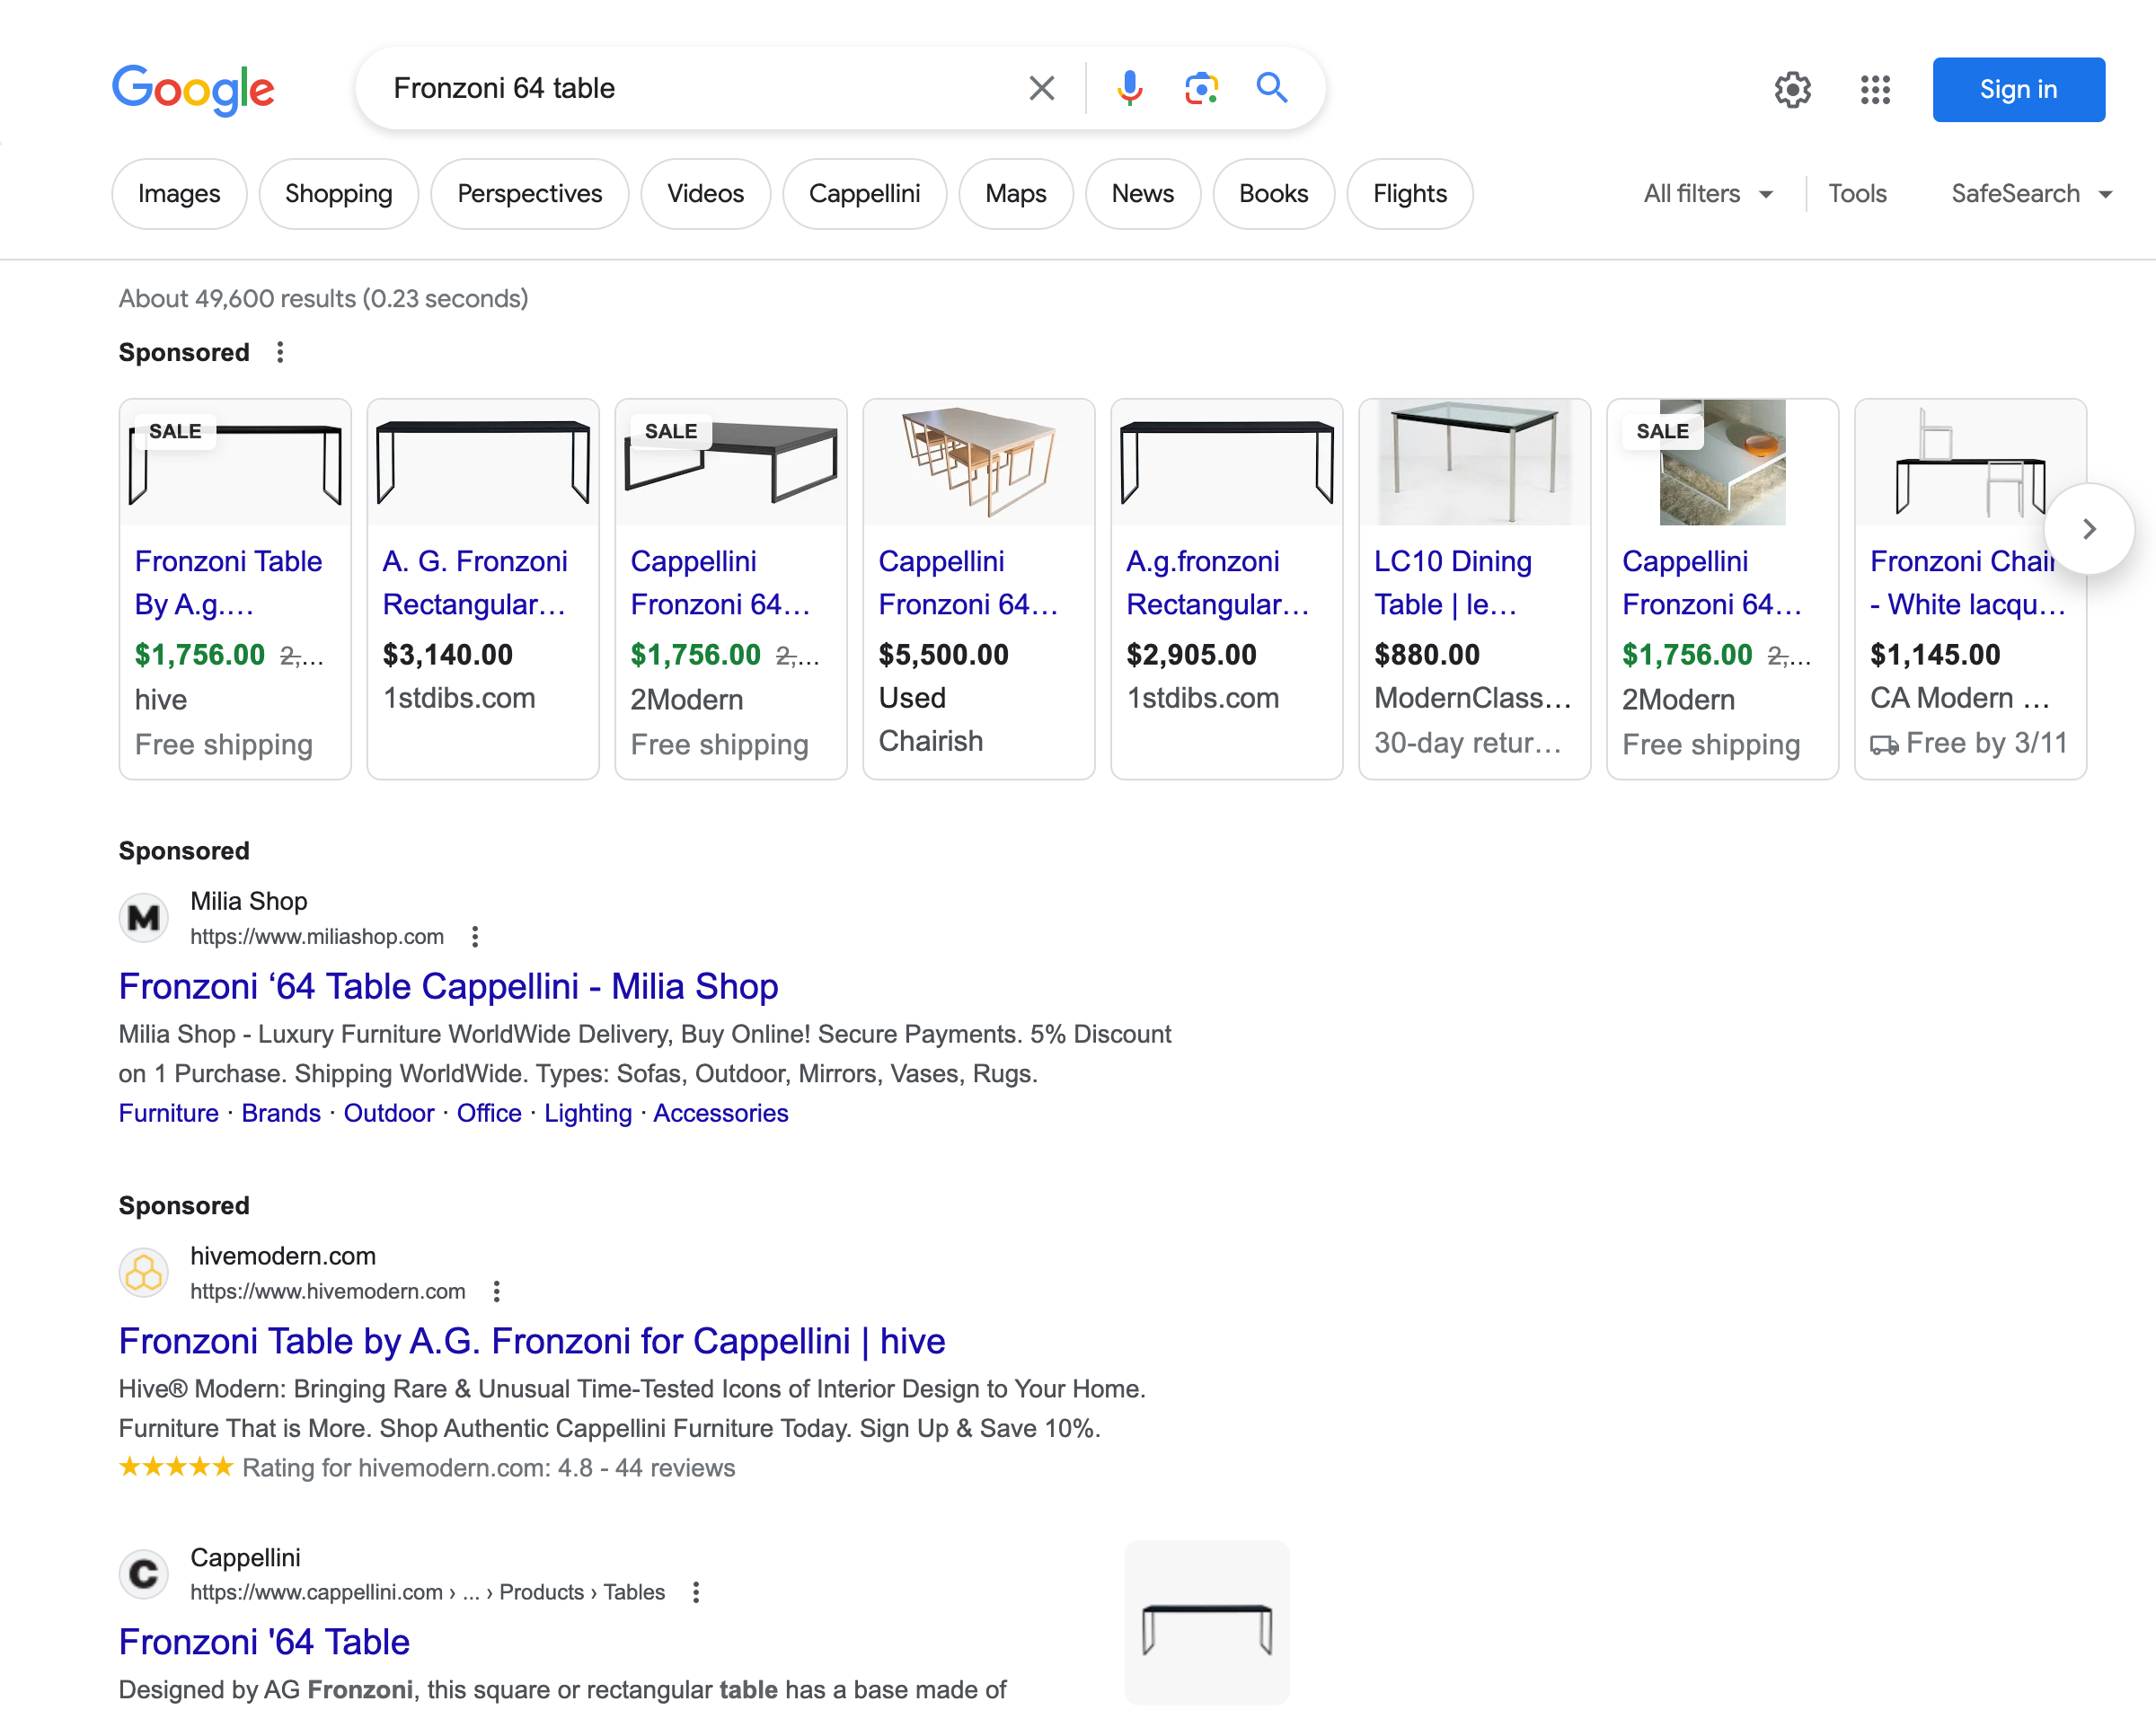 Google
Fronzoni 64 table
Sign in
Images
Shopping
Perspectives
Videos
Cappellini
Maps
News
Books
Flights
All filters
Tools
SafeSearch
About 49,600 results (0.23 seconds)
Sponsored
SALE
Fronzoni Table
By A.g....
$1,756.00 2,...
hive
Free shipping
A. G. Fronzoni
Rectangular...
$3,140.00
1stdibs.com
SALE
Cappellini
Fronzoni 64...
$1,756.00 2,...
2Modern
Free shipping
Cappellini
Fronzoni 64...
$5,500.00
Used
Chairish
A.g.fronzoni
Rectangular...
$2,905.00
1stdibs.com
LC10 Dining
Table | le...
$880.00
ModernClass...
30-day retur...
SALE
Cappellini
Fronzoni 64...
$1,756.00 2,...
2Modern
Free shipping
Fronzoni Chair
- White lacqu...
$1,145.00
CA Modern ...
Free by 3/11
Sponsored
M
Milia Shop
https://www.miliashop.com
Fronzoni ‘64 Table Cappellini - Milia Shop
Milia Shop - Luxury Furniture WorldWide Delivery, Buy Online! Secure Payments. 5% Discount
on 1 Purchase. Shipping WorldWide. Types: Sofas, Outdoor, Mirrors, Vases, Rugs.
Furniture · Brands · Outdoor · Office · Lighting · Accessories
Sponsored
hivemodern.com
https://www.hivemodern.com
Fronzoni Table by A.G. Fronzoni for Cappellini | hive
Hive® Modern: Bringing Rare & Unusual Time-Tested Icons of Interior Design to Your Home.
Furniture That is More. Shop Authentic Cappellini Furniture Today. Sign Up & Save 10%.
★★★★★ Rating for hivemodern.com: 4.8 - 44 reviews
C
Cappellini
https://www.cappellini.com › ... › Products › Tables
Fronzoni '64 Table
Designed by AG Fronzoni, this square or rectangular table has a base made of